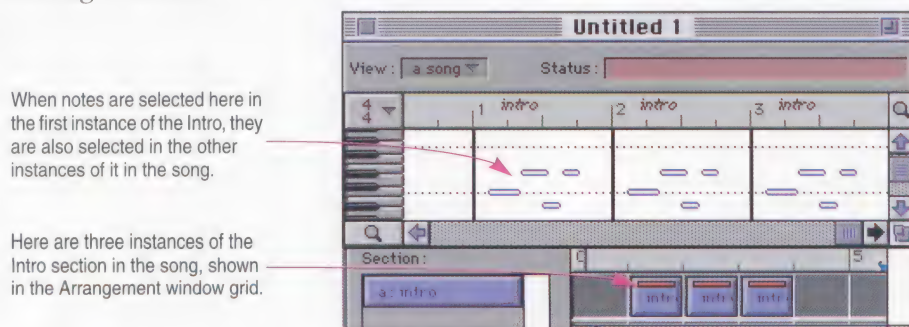 Untitled 1
View: a song Status:
When notes are selected here in
the first instance of the Intro, they
are also selected in the other
instances of it in the song.
4
4
1 intro 2 intro 3 intro
Here are three instances of the
Intro section in the song, shown
in the Arrangement window grid.
Section: 5
a: intro